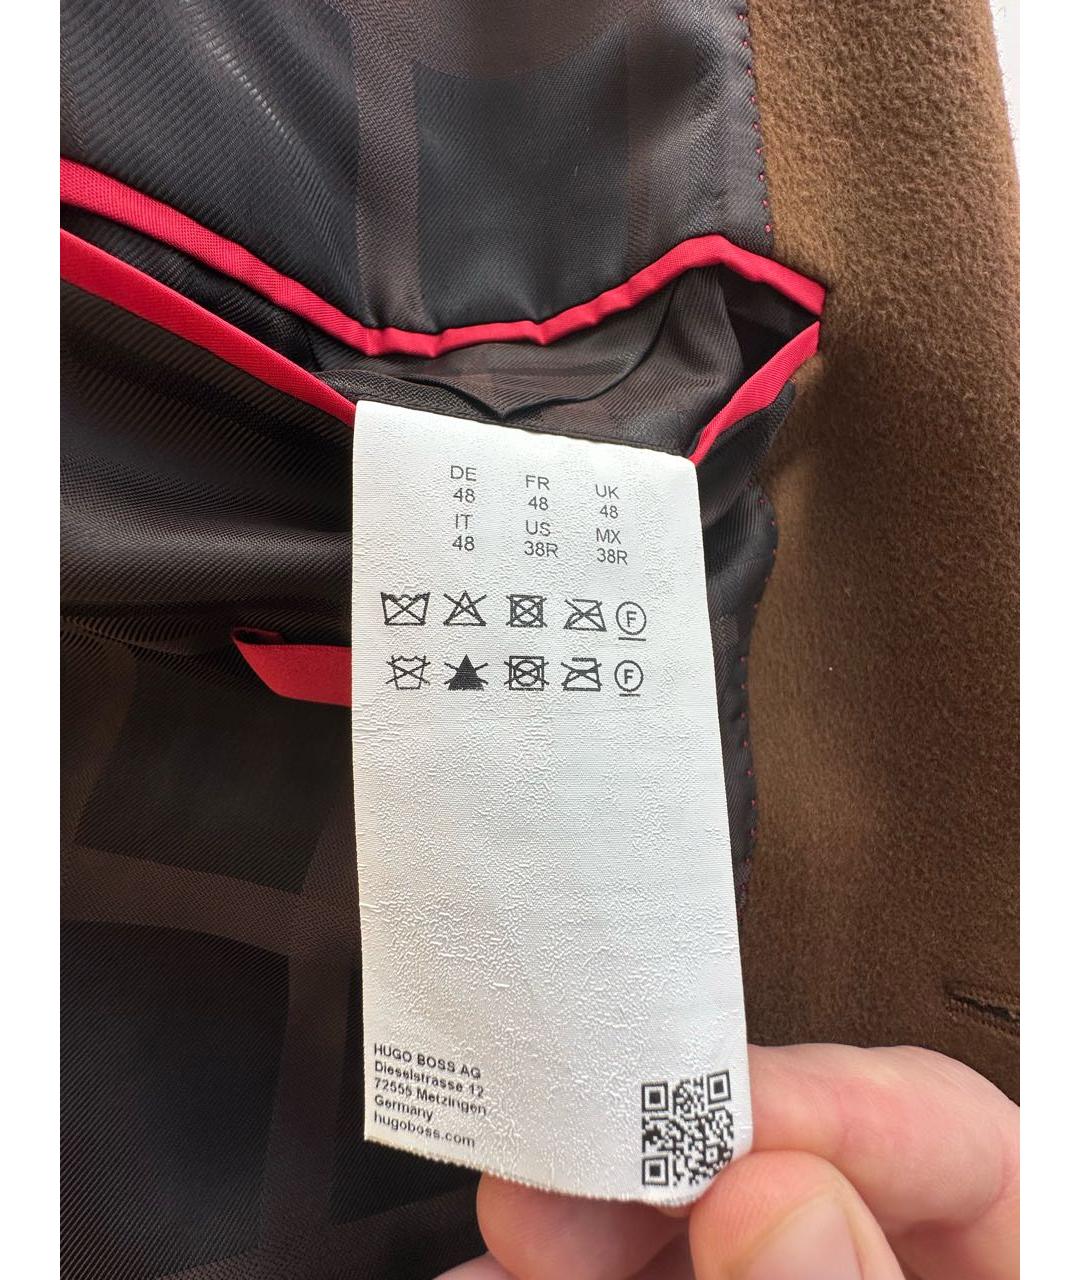 DE FR UK
48 48 48
IT US MX
48 38R 38R
F
F
HUGO BOSS AG
Dieselstrasse 12
72555 Metzingen
Germany
hugoboss.com